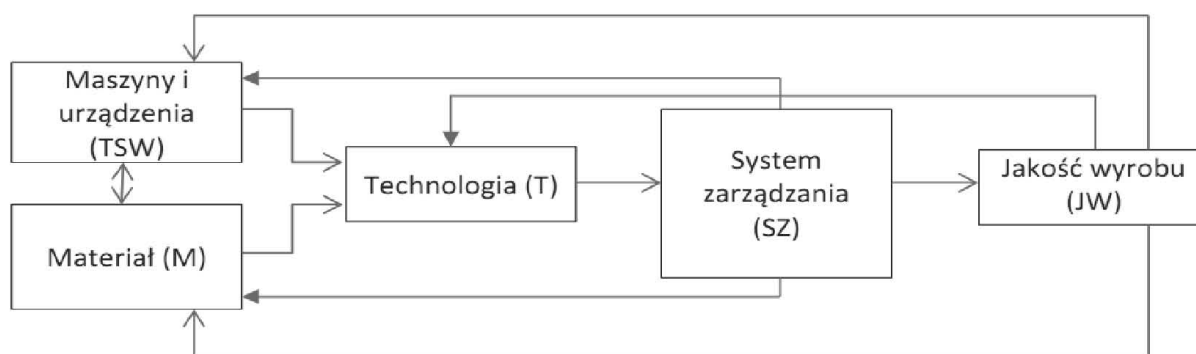 Maszyny i
urządzenia
(TSW)
Materiał (M)
Technologia (T)
System
zarządzania
(SZ)
Jakość wyrobu
(JW)